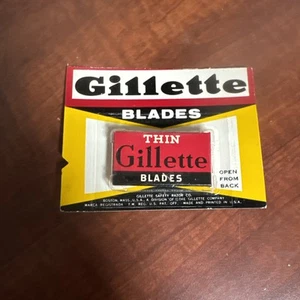 Gillette
BLADES
THIN
Gillette
BLADES
OPEN
FROM
BACK
GILLETTE SAFETY RAZOR CO.
BOSTON, MASS., U.S.A., A DIVISION OF THE GILLETTE COMPANY
MARCA REGISTRADA T.M. REG. U.S. PAT. OFF. MADE AND PRINTED IN U.S.A.